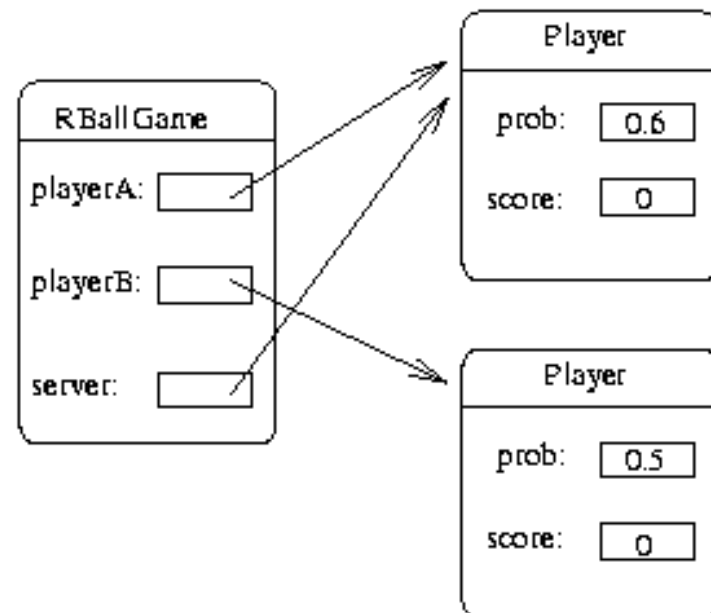 RBallGame
playerA:
playerB:
server:
Player
prob: 0.6
score: 0
Player
prob: 0.5
score: 0